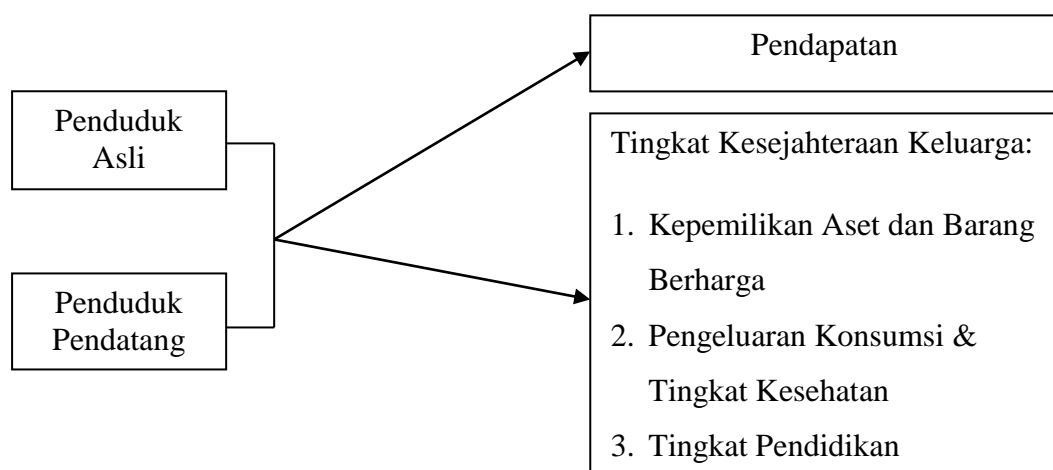 Penduduk
Asli
Penduduk
Pendatang
Pendapatan
Tingkat Kesejahteraan Keluarga:
1. Kepemilikan Aset dan Barang
Berharga
2. Pengeluaran Konsumsi &
Tingkat Kesehatan
3. Tingkat Pendidikan